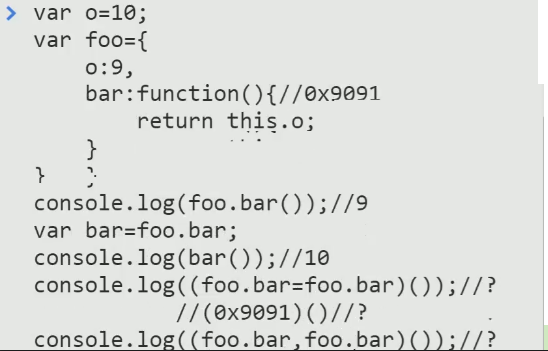 > var o=10;
var foo={
o:9,
bar:function(){//0x9091
return this.o;
}
}
console.log(foo.bar());//9
var bar=foo.bar;
console.log(bar());//10
console.log((foo.bar=foo.bar)());//?
//(0x9091)()//?
console.log((foo.bar,foo.bar)());//?